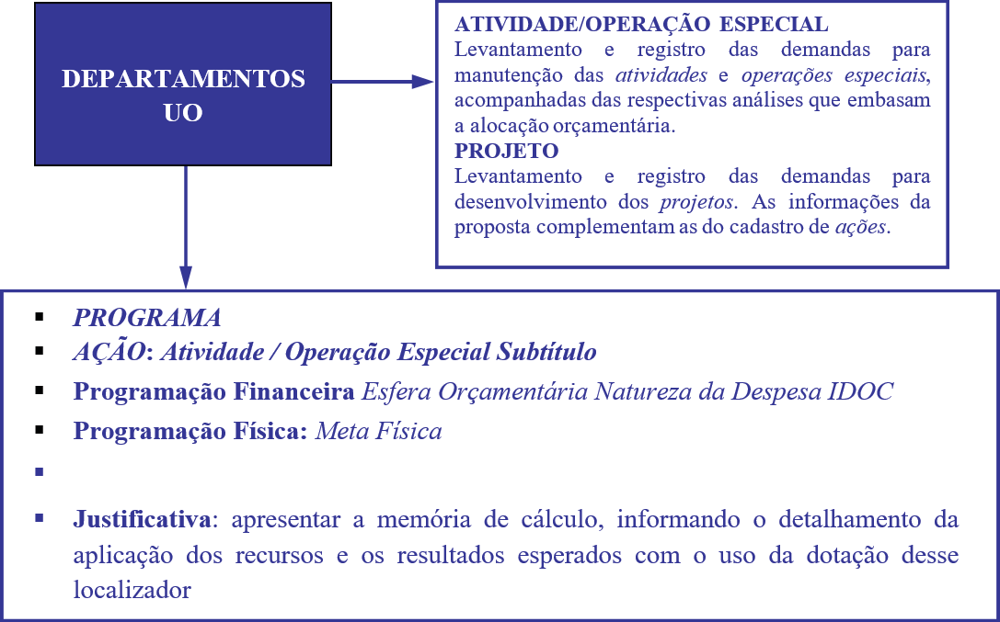 DEPARTAMENTOS
UO
ATIVIDADE/OPERAÇÃO ESPECIAL
Levantamento e registro das demandas para
manutenção das atividades e operações especiais,
acompanhadas das respectivas análises que embasam
a alocação orçamentária.
PROJETO
Levantamento e registro das demandas para
desenvolvimento dos projetos. As informações da
proposta complementam as do cadastro de ações.
▪ PROGRAMA
▪ AÇÃO: Atividade / Operação Especial Subtítulo
▪ Programação Financeira Esfera Orçamentária Natureza da Despesa IDOC
▪ Programação Física: Meta Física
▪
▪ Justificativa: apresentar a memória de cálculo, informando o detalhamento da
aplicação dos recursos e os resultados esperados com o uso da dotação desse
localizador